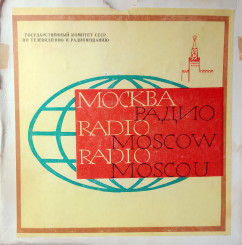 ГОСУДАРСТВЕННЫЙ КОМИТЕТ СССР
ПО ТЕЛЕВИДЕНИЮ И РАДИОВЕЩАНИЮ
МОСКВА
РАДИО
RADIO
MOSCOW
RADIO
MOSCOU